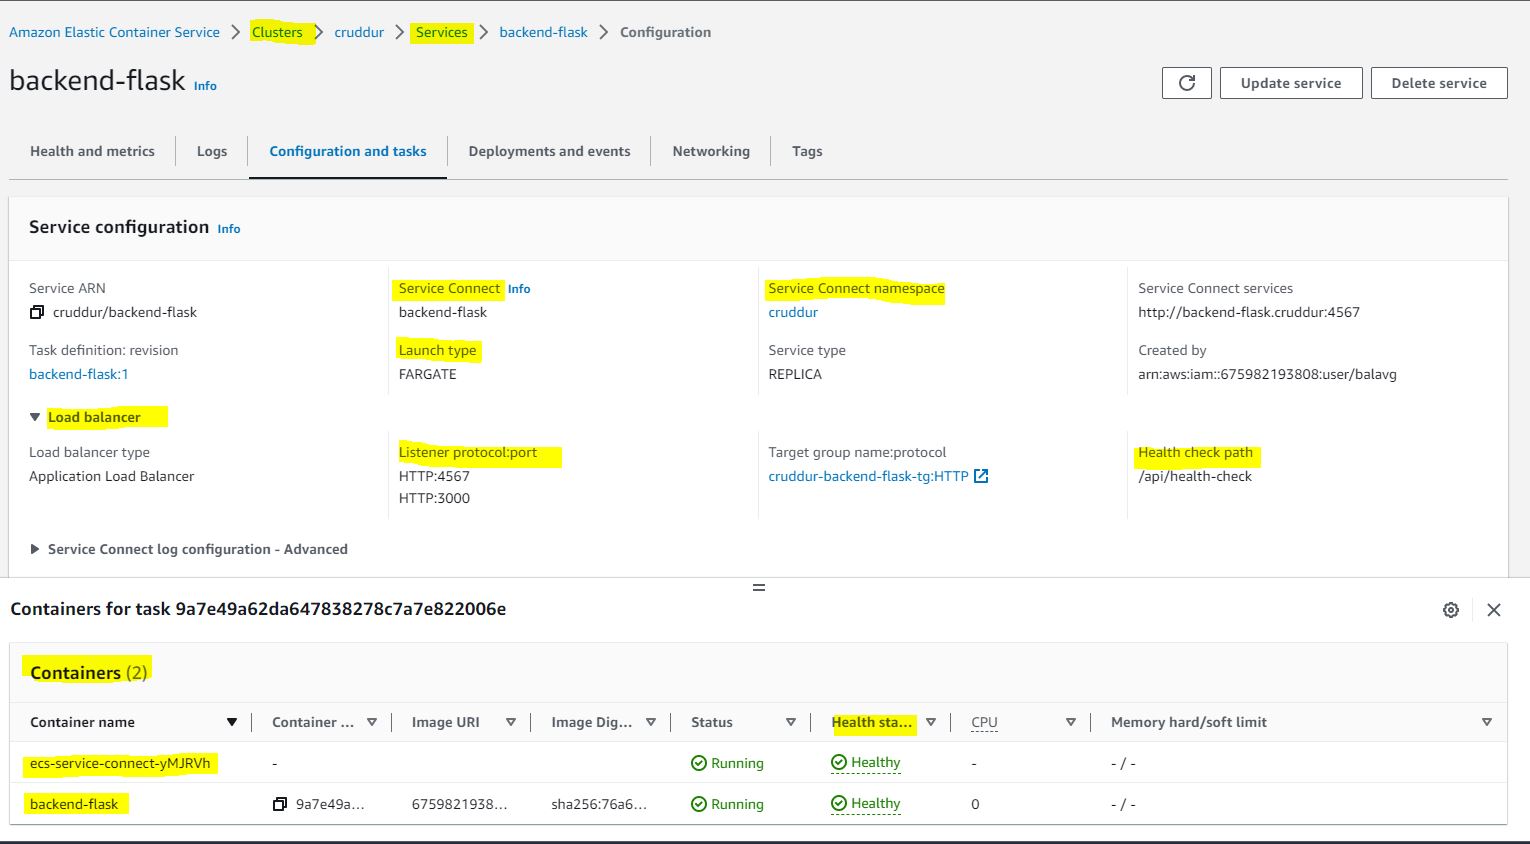 Amazon Elastic Container Service > Clusters > cruddur > Services > backend-flask > Configuration
backend-flask Info
Update service Delete service
Health and metrics Logs Configuration and tasks Deployments and events Networking Tags
Service configuration Info
Service ARN Service Connect Info Service Connect namespace Service Connect services
cruddur/backend-flask backend-flask cruddur http://backend-flask.cruddur:4567
Task definition: revision Launch type Service type Created by
backend-flask:1 FARGATE REPLICA arn:aws:iam::675982193808:user/balavg
Load balancer
Load balancer type Listener protocol:port Target group name:protocol Health check path
Application Load Balancer HTTP:4567 cruddur-backend-flask-tg:HTTP /api/health-check
HTTP:3000
Service Connect log configuration - Advanced
Containers for task 9a7e49a62da647838278c7a7e822006e
Containers (2)
Container name Container ... Image URI Image Dig... Status Health sta... CPU Memory hard/soft limit
ecs-service-connect-yMJRVh - Running Healthy - - / -
backend-flask 9a7e49a... 6759821938... sha256:76a6... Running Healthy 0 - / -